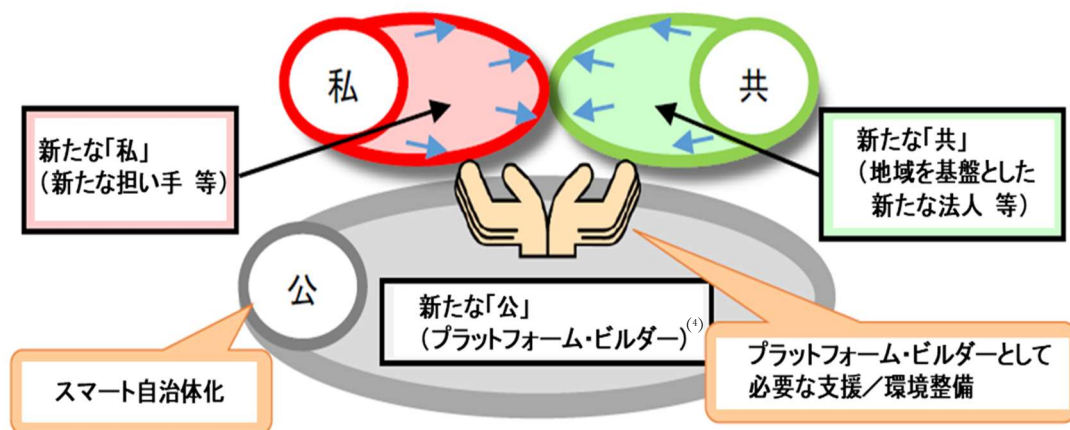 私
共
新たな「私」
（新たな担い手 等）
新たな「共」
（地域を基盤とした
新たな法人 等）
公
新たな「公」
（プラットフォーム・ビルダー）(4)
スマート自治体化
プラットフォーム・ビルダーとして
必要な支援／環境整備